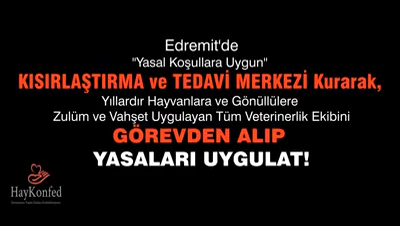 Edremit'de
"Yasal Koşullara Uygun"
KISIRLAŞTIRMA ve TEDAVİ MERKEZİ Kurarak,
Yıllardır Hayvanlara ve Gönüllülere
Zulüm ve Vahşet Uygulayan Tüm Veterinerlik Ekibini
GÖREVDEN ALIP
YASALARI UYGULAT!
HayKonfed